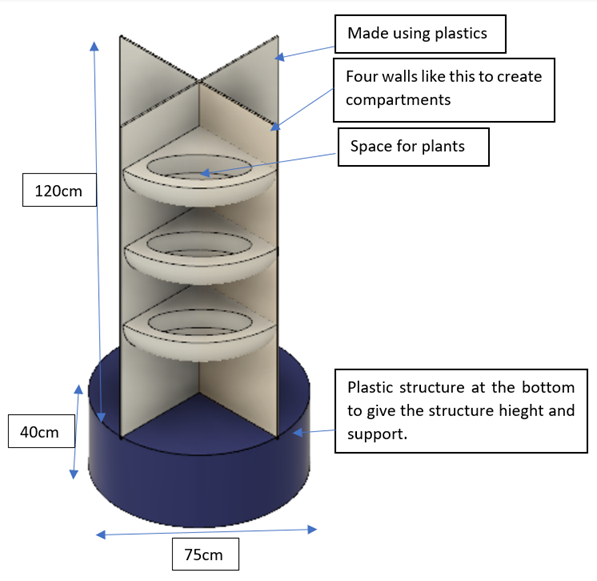 Made using plastics
Four walls like this to create
compartments
Space for plants
120cm
Plastic structure at the bottom
to give the structure hieght and
support.
40cm
75cm